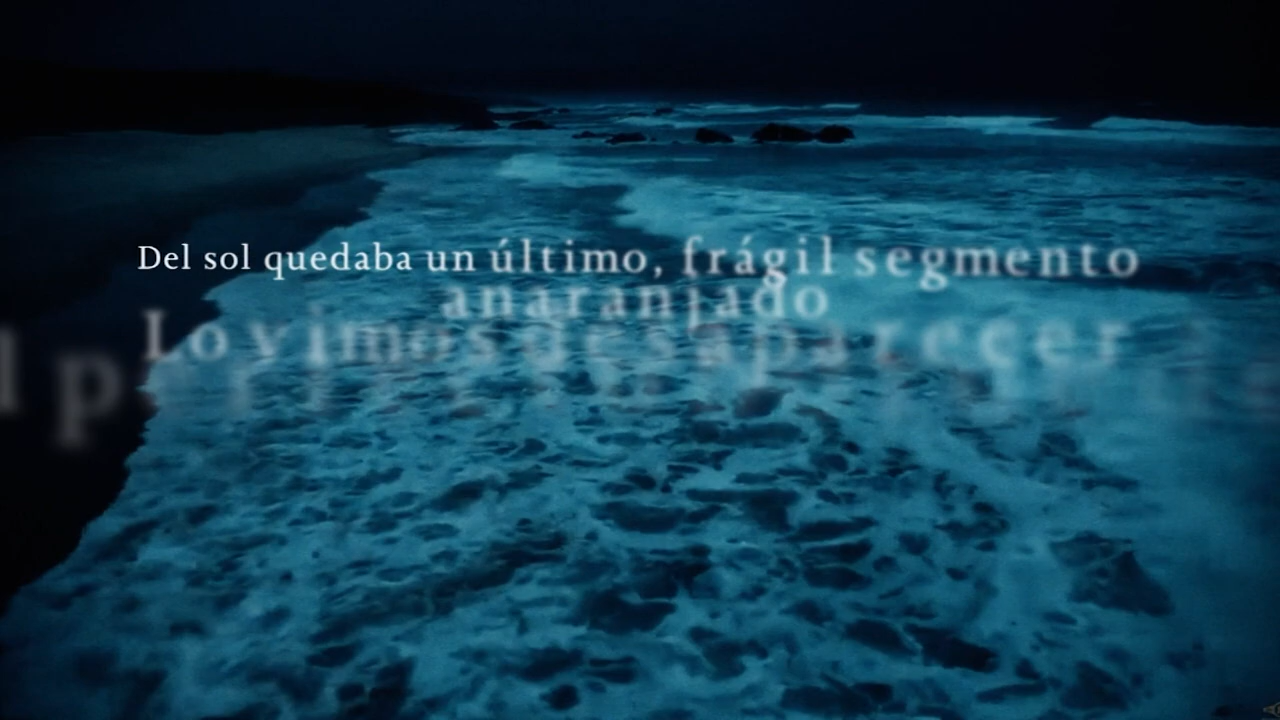 Del sol quedaba un último, frágil segmento
anaranjado
Lo vimos desaparecer